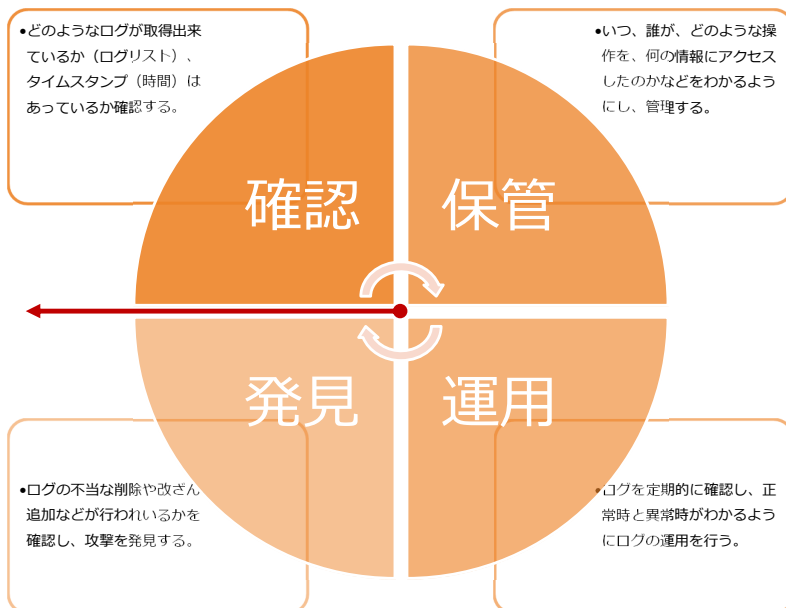 •どのようなログが取得出来
ているか（ログリスト）、
タイムスタンプ（時間）は
あっているか確認する。
•いつ、誰が、どのような操
作を、何の情報にアクセス
したのかなどをわかるよう
にし、管理する。
確認
保管
発見
運用
•ログの不当な削除や改ざん
追加などが行われいるかを
確認し、攻撃を発見する。
•ログを定期的に確認し、正
常時と異常時がわかるよう
にログの運用を行う。